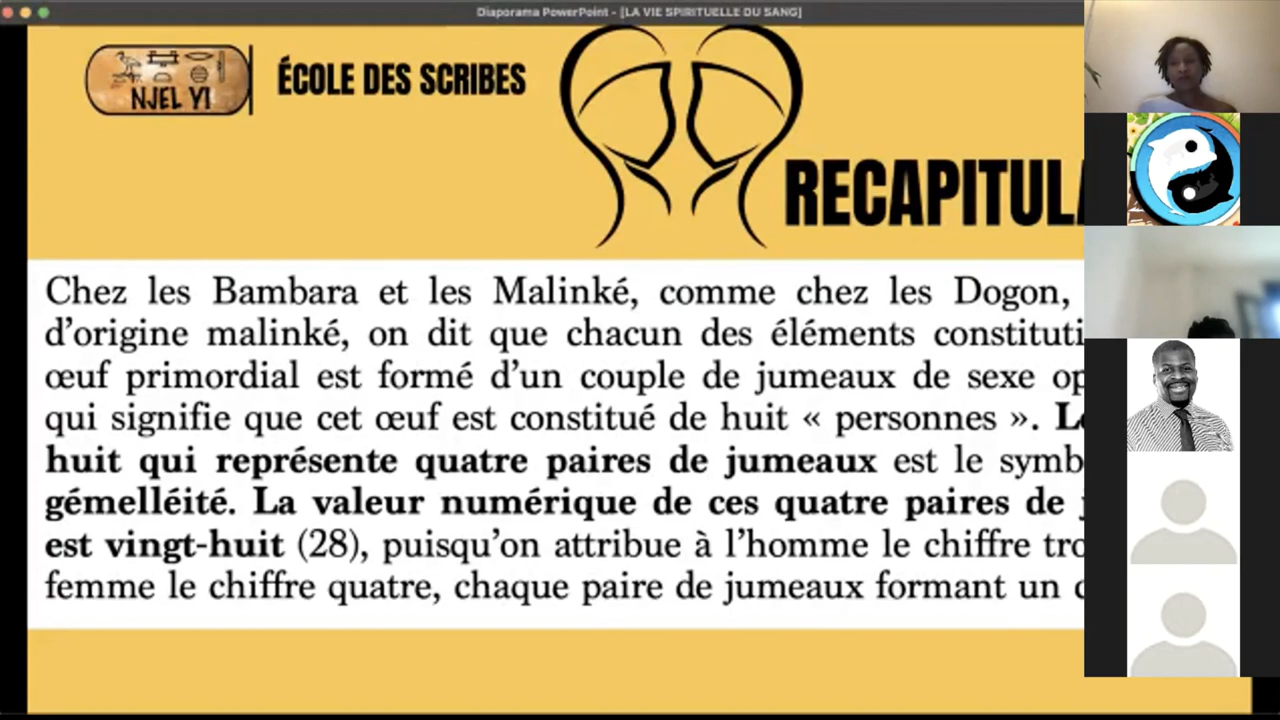 Diaporama PowerPoint - [LA VIE SPIRITUELLE DU SANG]
NJEL YI
ÉCOLE DES SCRIBES
RECAPITULA
Chez les Bambara et les Malinké, comme chez les Dogon,
d’origine malinké, on dit que chacun des éléments constituti
œuf primordial est formé d’un couple de jumeaux de sexe op
qui signifie que cet œuf est constitué de huit « personnes ». L
huit qui représente quatre paires de jumeaux est le symb
gémelléité. La valeur numérique de ces quatre paires de
est vingt-huit (28), puisqu’on attribue à l’homme le chiffre tro
femme le chiffre quatre, chaque paire de jumeaux formant un